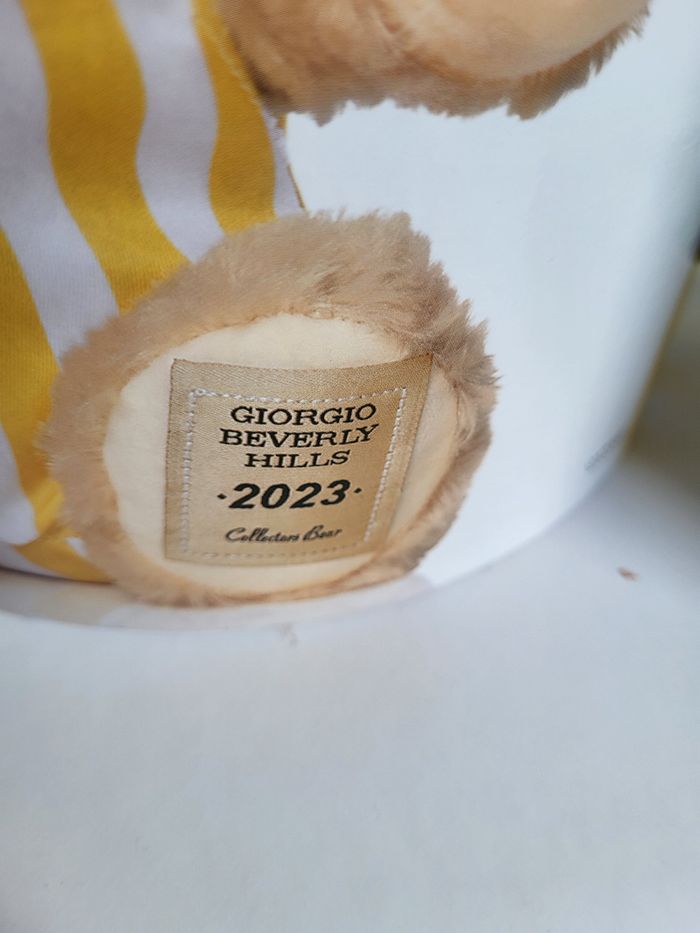 GIORGIO
BEVERLY
HILLS
·2023·
Collectors Bear